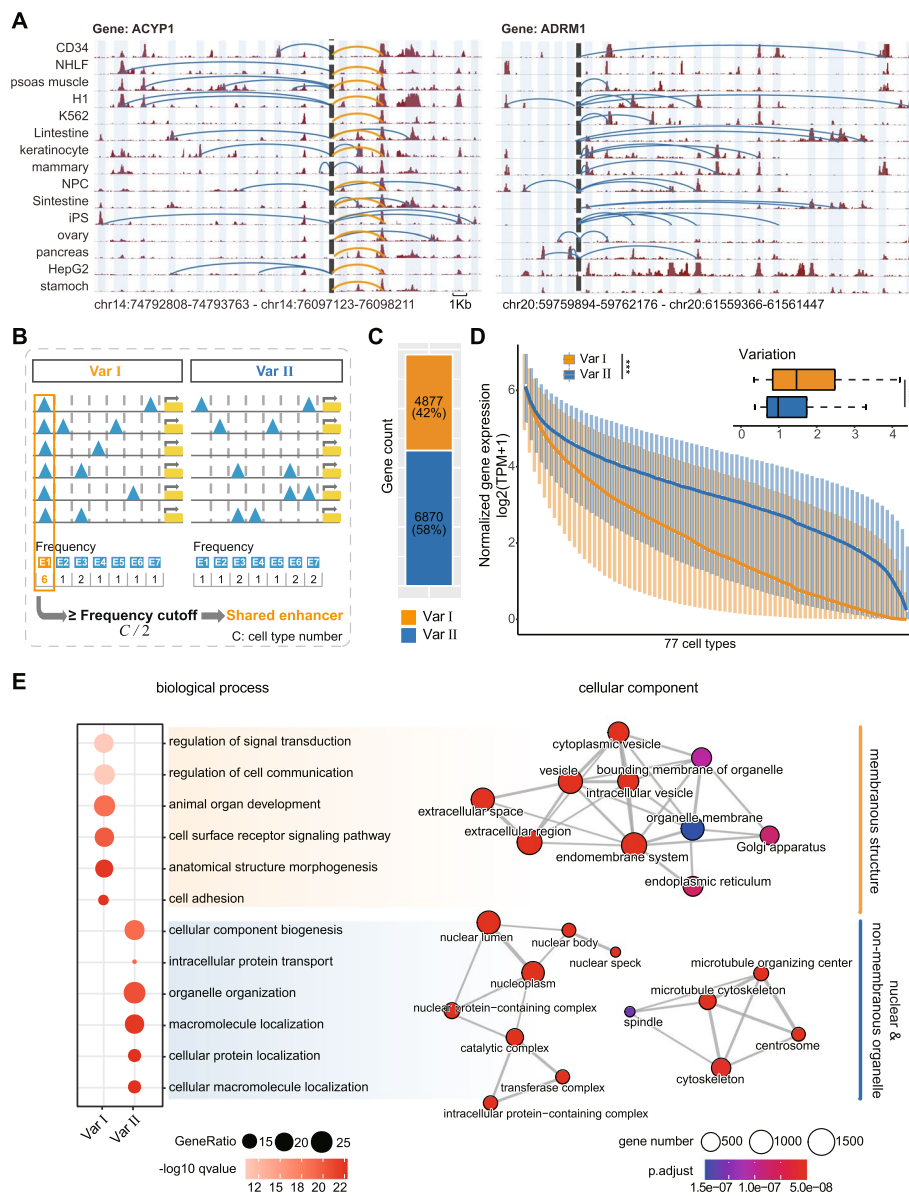 A
Gene: ACYP1
Gene: ADRM1
CD34
NHLF
psoas muscle
H1
K562
Lintestine
keratinocyte
mammary
NPC
Sintestine
iPS
ovary
pancreas
HepG2
stamoch
chr14:74792808-74793763 - chr14:76097123-76098211
1Kb
chr20:59759894-59762176 - chr20:61559366-61561447
B
Var I
Var II
Frequency
E1 E2 E3 E4 E5 E6 E7
6 1 2 1 1 1 1
Frequency
E1 E2 E3 E4 E5 E6 E7
1 1 2 1 1 2 2
≥ Frequency cutoff
C / 2
Shared enhancer
C: cell type number
C
Gene count
4877
(42%)
6870
(58%)
Var I
Var II
D
Normalized gene expression
log2(TPM+1)
6
4
2
0
Var I
Var II
***
Variation
0 1 2 3 4
77 cell types
E
biological process
cellular component
regulation of signal transduction
regulation of cell communication
animal organ development
cell surface receptor signaling pathway
anatomical structure morphogenesis
cell adhesion
cellular component biogenesis
intracellular protein transport
organelle organization
macromolecule localization
cellular protein localization
cellular macromolecule localization
Var I
Var II
GeneRatio
15 20 25
-log10 qvalue
12 14 16 18 20 22
cytoplasmic vesicle
vesicle
bounding membrane of organelle
intracellular vesicle
extracellular space
organelle membrane
extracellular region
Golgi apparatus
endomembrane system
endoplasmic reticulum
membranous structure
nuclear lumen
nuclear body
nuclear speck
nucleoplasm
nuclear protein-containing complex
catalytic complex
transferase complex
intracellular protein-containing complex
microtubule organizing center
microtubule cytoskeleton
spindle
centrosome
cytoskeleton
nuclear &
non-membranous organelle
gene number
500 1000 1500
p.adjust
1.5e-07 1.0e-07 5.0e-08